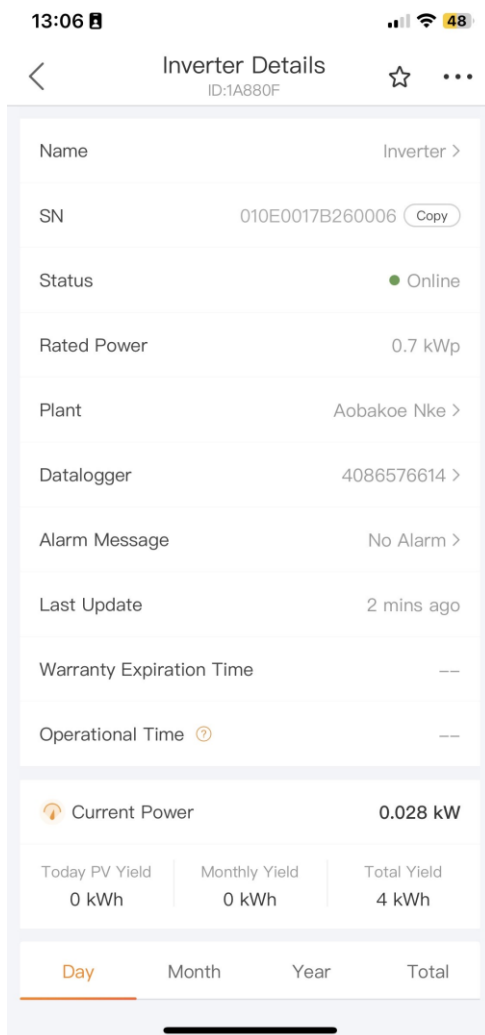 13:06
48
Inverter Details
ID:1A880F
Name Inverter >
SN 010E0017B260006 Copy
Status Online
Rated Power 0.7 kWp
Plant Aobakoe Nke >
Datalogger 4086576614 >
Alarm Message No Alarm >
Last Update 2 mins ago
Warranty Expiration Time --
Operational Time ? --
Current Power 0.028 kW
Today PV Yield Monthly Yield Total Yield
0 kWh 0 kWh 4 kWh
Day Month Year Total